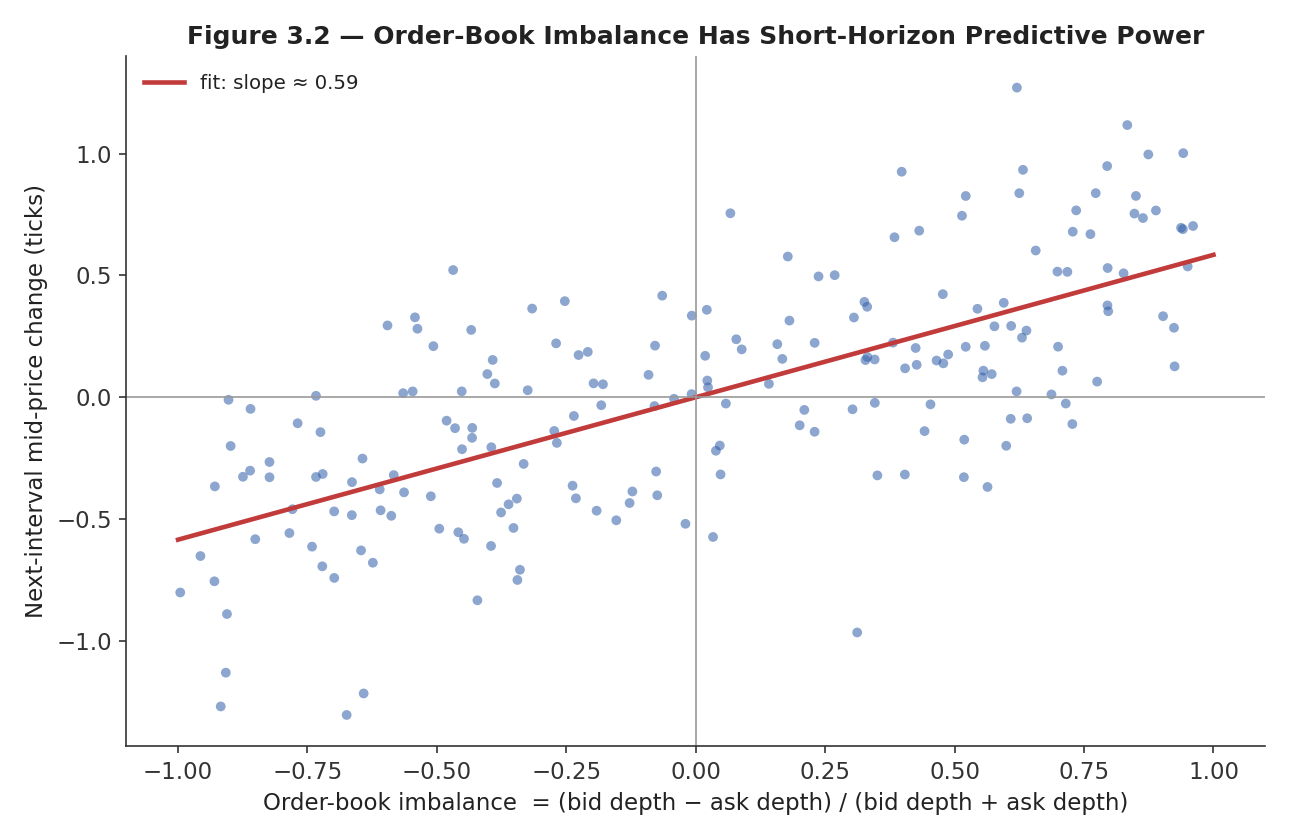 Figure 3.2 — Order-Book Imbalance Has Short-Horizon Predictive Power
fit: slope ≈ 0.59
Next-interval mid-price change (ticks)
1.0
0.5
0.0
−0.5
−1.0
−1.00 −0.75 −0.50 −0.25 0.00 0.25 0.50 0.75 1.00
Order-book imbalance = (bid depth − ask depth) / (bid depth + ask depth)